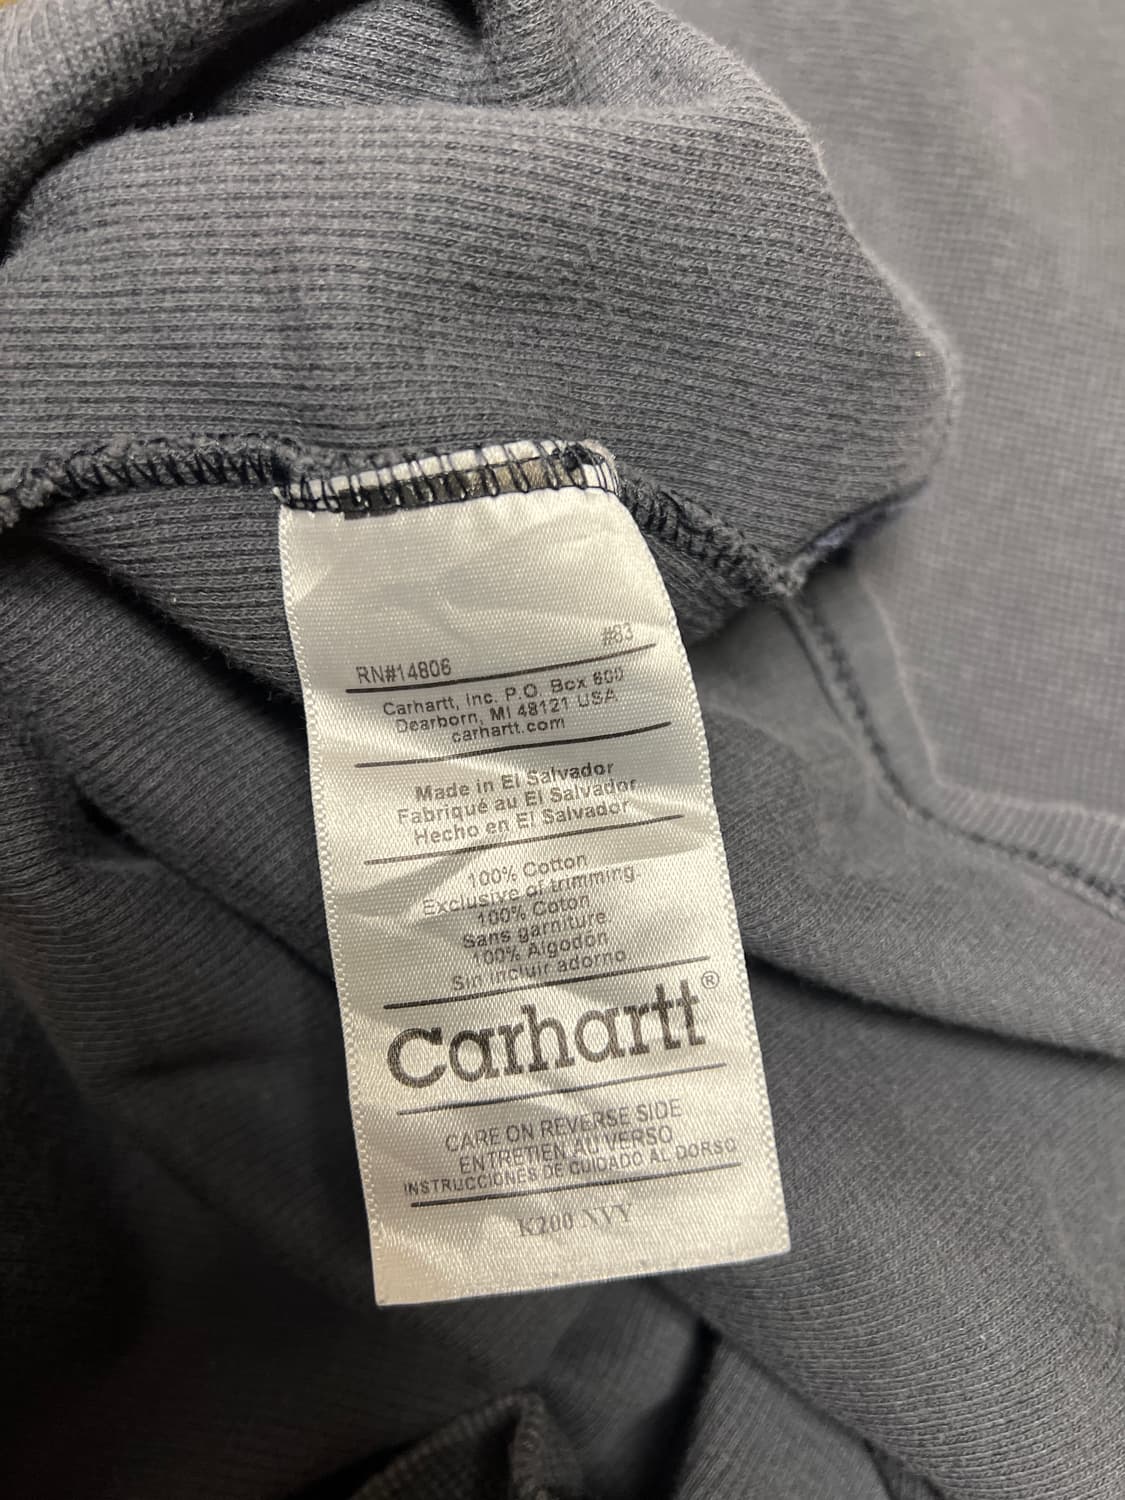 #83
RN#14806
Carhartt, Inc. P.O. Box 600
Dearborn, MI 48121 USA
carhartt.com
Made in El Salvador
Fabriqué au El Salvador
Hecho en El Salvador
100% Cotton
Exclusive of trimming.
100% Coton
Sans garniture
100% Algodon
Sin incluir adorno
Carhartt®
CARE ON REVERSE SIDE
ENTRETIEN AU VERSO
INSTRUCCIONES DE CUIDADO AL DORSO
K200 NVY